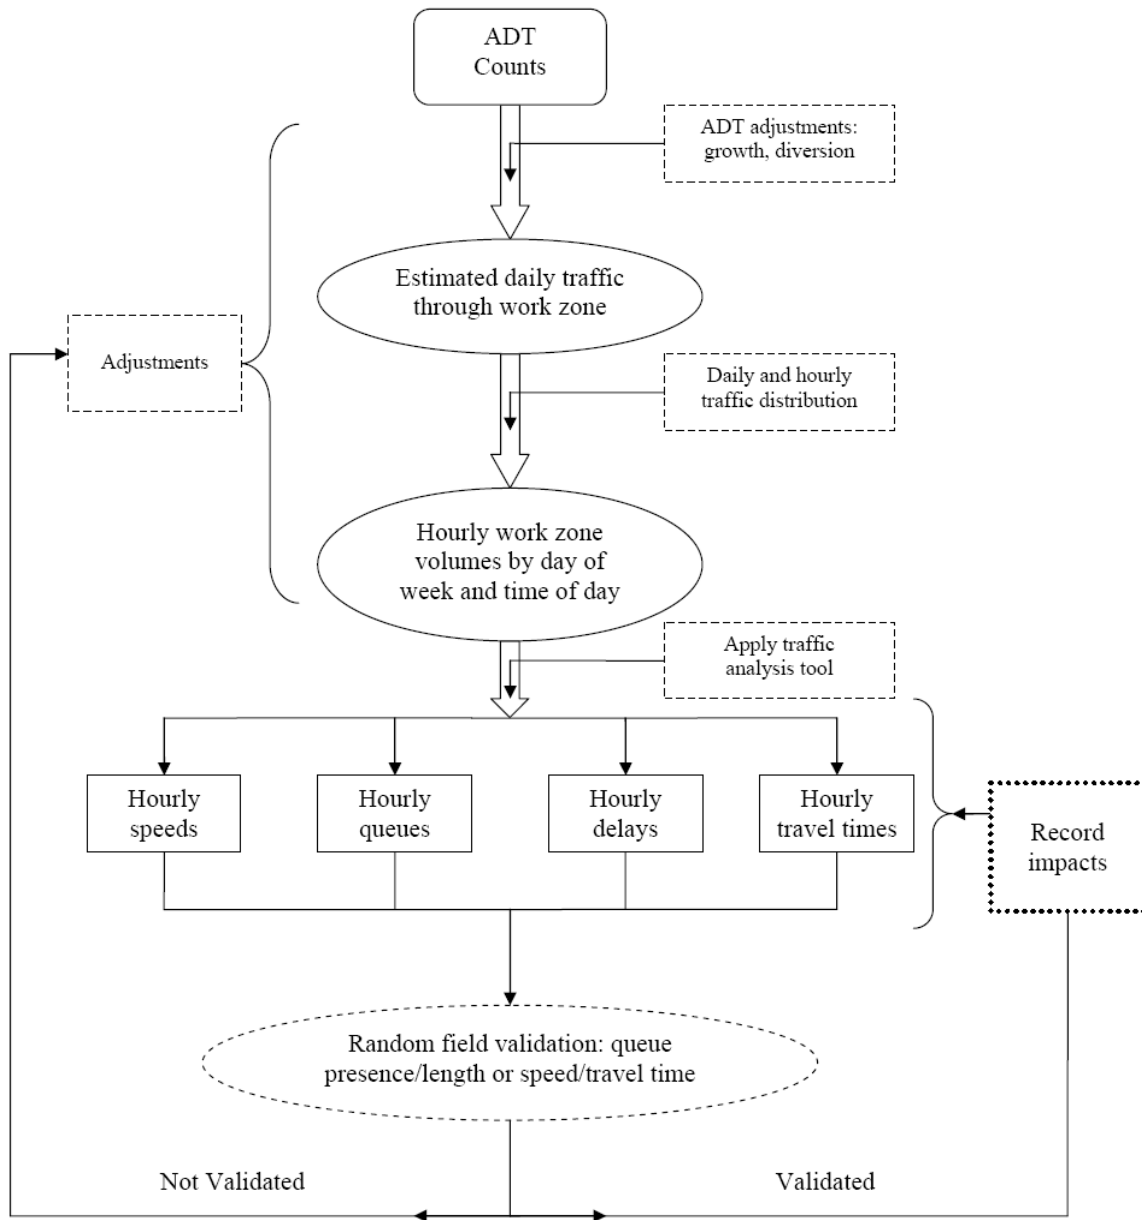 ADT
Counts
ADT adjustments:
growth, diversion
Estimated daily traffic
through work zone
Adjustments
Daily and hourly
traffic distribution
Hourly work zone
volumes by day of
week and time of day
Apply traffic
analysis tool
Hourly
speeds
Hourly
queues
Hourly
delays
Hourly
travel times
Record
impacts
Random field validation: queue
presence/length or speed/travel time
Not Validated
Validated